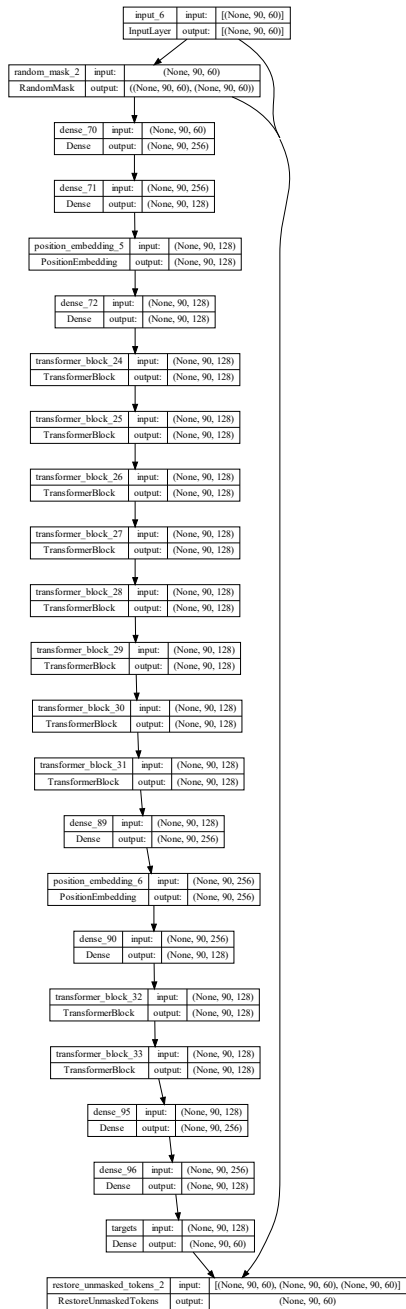 input_6 input: [(None, 90, 60)]
InputLayer output: [(None, 90, 60)]
random_mask_2 input: (None, 90, 60)
RandomMask output: ((None, 90, 60), (None, 90, 60))
dense_70 input: (None, 90, 60)
Dense output: (None, 90, 256)
dense_71 input: (None, 90, 256)
Dense output: (None, 90, 128)
position_embedding_5 input: (None, 90, 128)
PositionEmbedding output: (None, 90, 128)
dense_72 input: (None, 90, 128)
Dense output: (None, 90, 128)
transformer_block_24 input: (None, 90, 128)
TransformerBlock output: (None, 90, 128)
transformer_block_25 input: (None, 90, 128)
TransformerBlock output: (None, 90, 128)
transformer_block_26 input: (None, 90, 128)
TransformerBlock output: (None, 90, 128)
transformer_block_27 input: (None, 90, 128)
TransformerBlock output: (None, 90, 128)
transformer_block_28 input: (None, 90, 128)
TransformerBlock output: (None, 90, 128)
transformer_block_29 input: (None, 90, 128)
TransformerBlock output: (None, 90, 128)
transformer_block_30 input: (None, 90, 128)
TransformerBlock output: (None, 90, 128)
transformer_block_31 input: (None, 90, 128)
TransformerBlock output: (None, 90, 128)
dense_89 input: (None, 90, 128)
Dense output: (None, 90, 256)
position_embedding_6 input: (None, 90, 256)
PositionEmbedding output: (None, 90, 256)
dense_90 input: (None, 90, 256)
Dense output: (None, 90, 128)
transformer_block_32 input: (None, 90, 128)
TransformerBlock output: (None, 90, 128)
transformer_block_33 input: (None, 90, 128)
TransformerBlock output: (None, 90, 128)
dense_95 input: (None, 90, 128)
Dense output: (None, 90, 256)
dense_96 input: (None, 90, 256)
Dense output: (None, 90, 128)
targets input: (None, 90, 128)
Dense output: (None, 90, 60)
restore_unmasked_tokens_2 input: [(None, 90, 60), (None, 90, 60), (None, 90, 60)]
RestoreUnmaskedTokens output: (None, 90, 60)